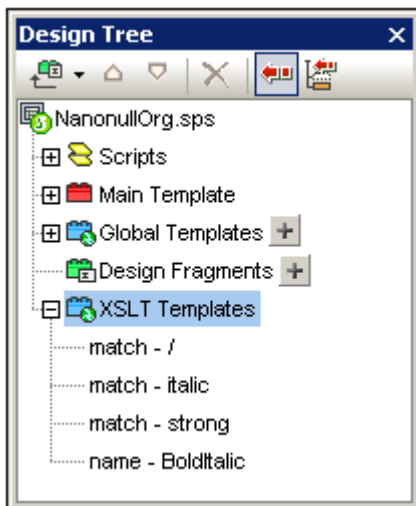 Design Tree
NanonullOrg.sps
Scripts
Main Template
Global Templates
Design Fragments
XSLT Templates
match - /
match - italic
match - strong
name - BoldItalic